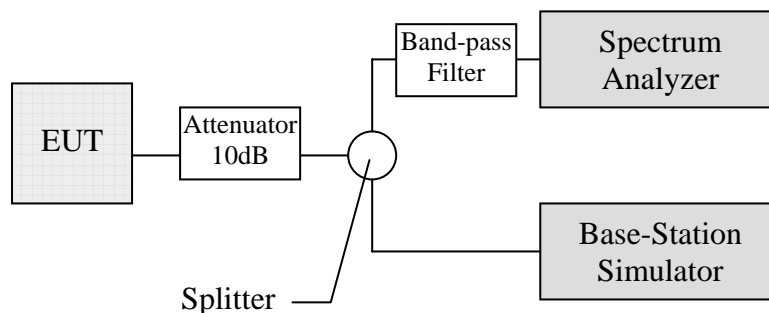 Band-pass
Filter
Spectrum
Analyzer
EUT
Attenuator
10dB
Base-Station
Simulator
Splitter